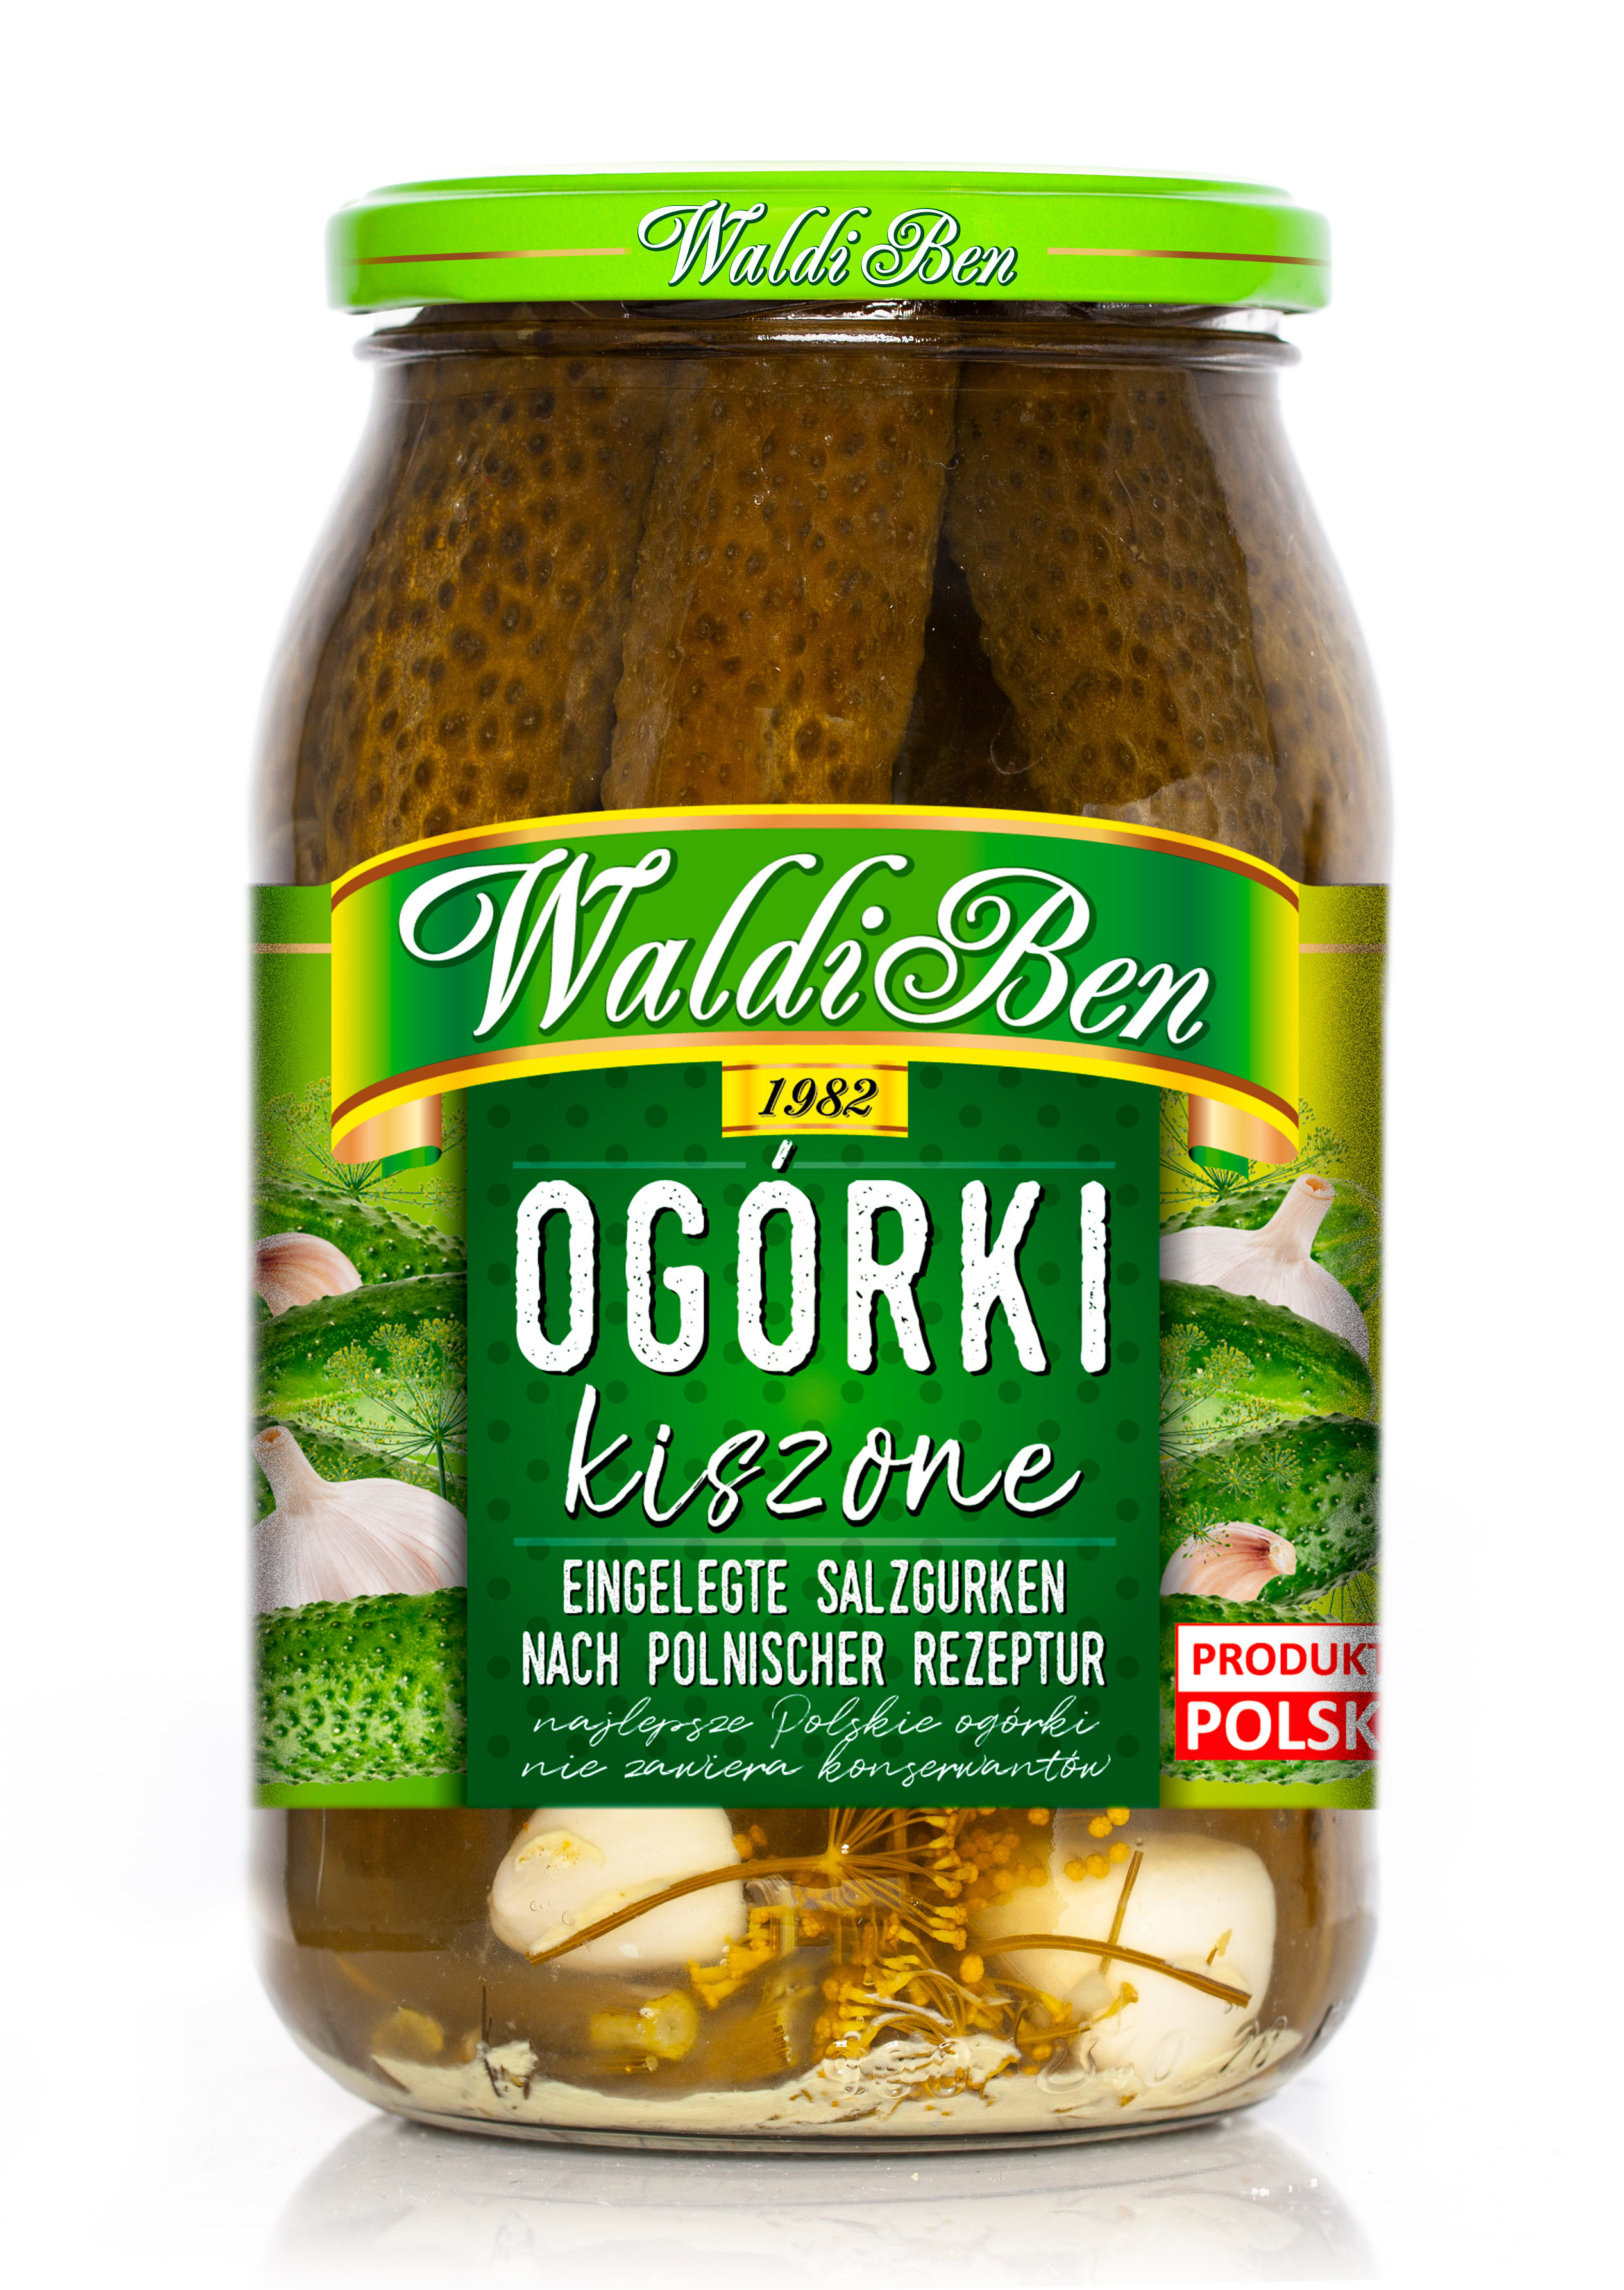 Waldi Ben
Waldi Ben
1982
OGÓRKI
kiszone
EINGELEGTE SALZGURKEN
NACH POLNISCHER REZEPTUR
najlepsze Polskie ogórki
nie zawiera konserwantów
PRODUKT
POLSK